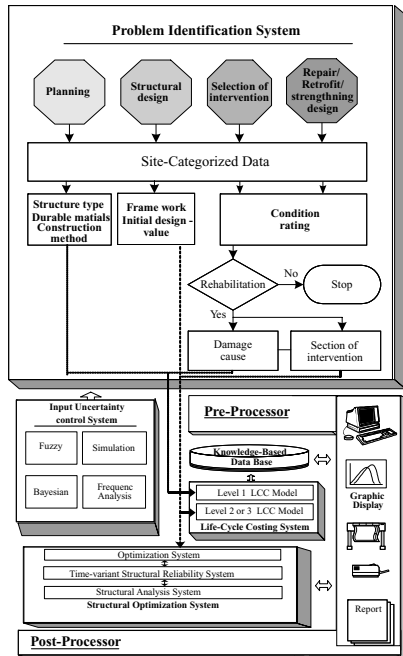 Problem Identification System
Planning
Structural
design
Selection of
intervention
Repair/
Retrofit/
strengthning
design
Site-Categorized Data
Structure type
Durable matials
Construction
method
Frame work
Initial design -
value
Condition
rating
Rehabilitation
No
Stop
Yes
Damage
cause
Section of
intervention
Input Uncertainty
control System
Fuzzy
Simulation
Bayesian
Frequenc
Analysis
Pre-Processor
Knowledge-Based
Data Base
Level 1 LCC Model
Level 2 or 3 LCC Model
Life-Cycle Costing System
Graphic
Display
Report
Optimization System
Time-variant Structural Reliability System
Structural Analysis System
Structural Optimization System
Post-Processor